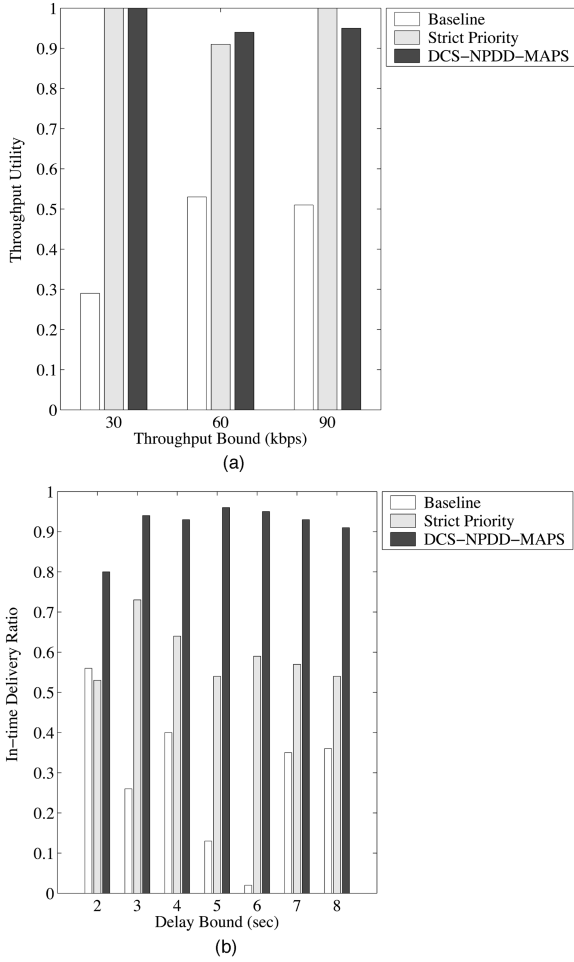 Baseline
Strict Priority
DCS−NPDD−MAPS
1
0.9
0.8
0.7
0.6
0.5
0.4
0.3
0.2
0.1
0
Throughput Utility
30 60 90
Throughput Bound (kbps)
(a)
Baseline
Strict Priority
DCS−NPDD−MAPS
1
0.9
0.8
0.7
0.6
0.5
0.4
0.3
0.2
0.1
0
In−time Delivery Ratio
2 3 4 5 6 7 8
Delay Bound (sec)
(b)